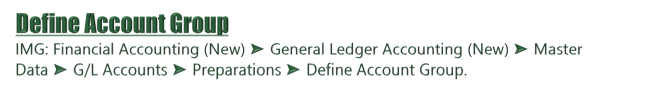 Define Account Group
IMG: Financial Accounting (New) ➤ General Ledger Accounting (New) ➤ Master
Data ➤ G/L Accounts ➤ Preparations ➤ Define Account Group.